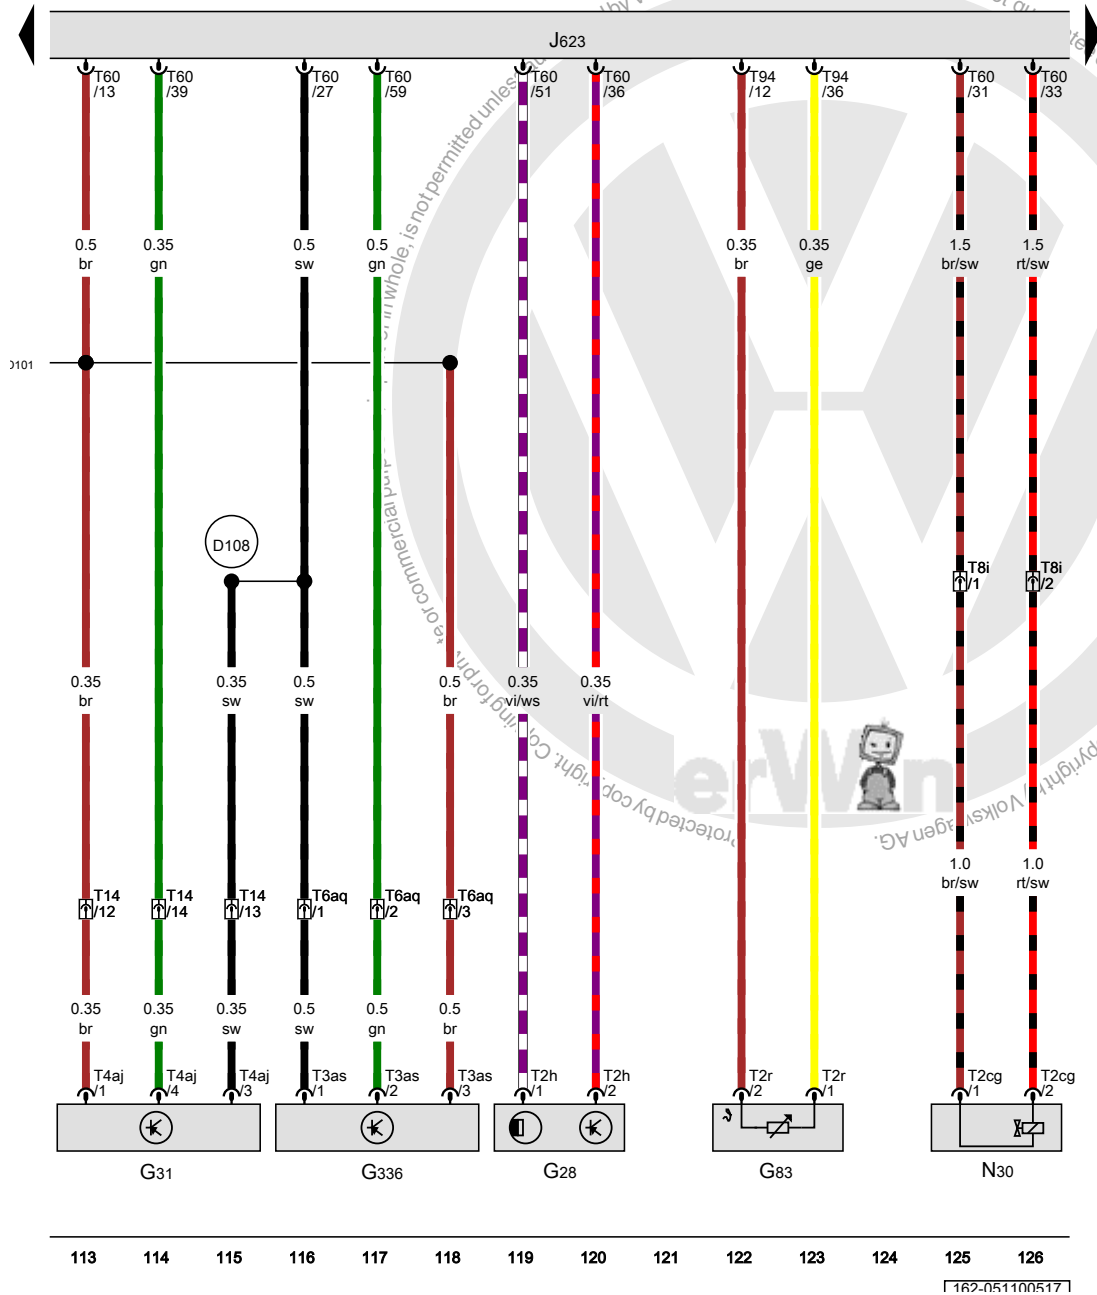 J623
T60 /13
T60 /39
T60 /27
T60 /59
T60 /51
T60 /36
T94 /12
T94 /36
T60 /31
T60 /33
0.5 br
0.35 gn
0.5 sw
0.5 gn
0.35 br
0.35 ge
1.5 br/sw
1.5 rt/sw
D101
D108
T8i /1
T8i /2
0.35 br
0.35 sw
0.5 sw
0.5 br
0.35 vi/ws
0.35 vi/rt
erWin
1.0 br/sw
1.0 rt/sw
T14 /12
T14 /14
T14 /13
T6aq /1
T6aq /2
T6aq /3
0.35 br
0.35 gn
0.35 sw
0.5 sw
0.5 gn
0.5 br
T4aj /1
T4aj /4
T4aj /3
T3as /1
T3as /2
T3as /3
T2h /1
T2h /2
T2r /2
T2r /1
T2cg /1
T2cg /2
G31
G336
G28
G83
N30
113 114 115 116 117 118 119 120 121 122 123 124 125 126
162-051100517